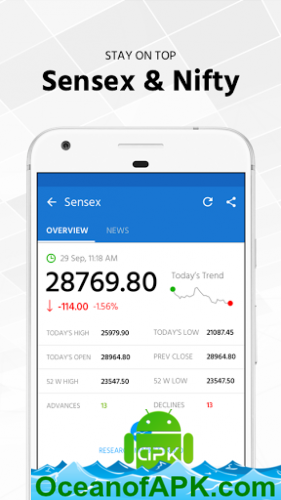 STAY ON TOP
Sensex & Nifty
Sensex
OVERVIEW NEWS
29 Sep, 11:18 AM
28769.80
Today's Trend
-114.00 -1.56%
TODAY'S HIGH 25979.90 TODAY'S LOW 21087.45
TODAY'S OPEN 28964.80 PREV CLOSE 28964.80
52 W HIGH 23547.50 52 W LOW 23547.50
ADVANCES 13 DECLINES 13
RESEAR
APK
OceanofAPK.com